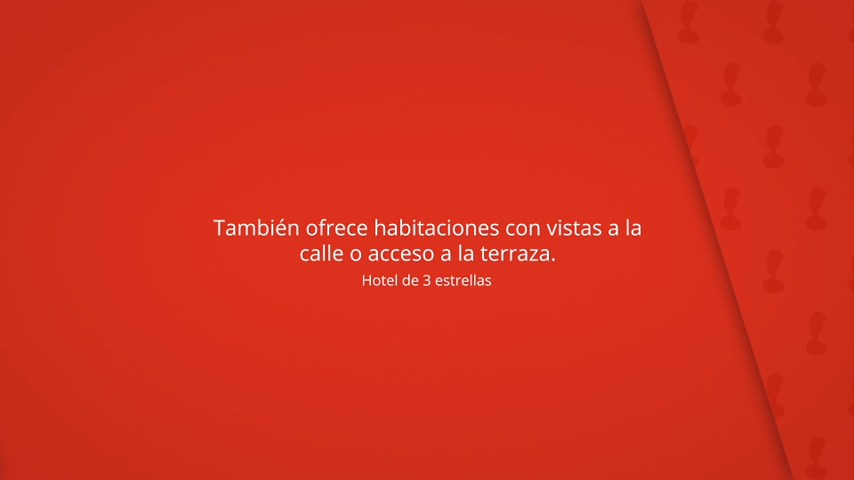 También ofrece habitaciones con vistas a la
calle o acceso a la terraza.
Hotel de 3 estrellas